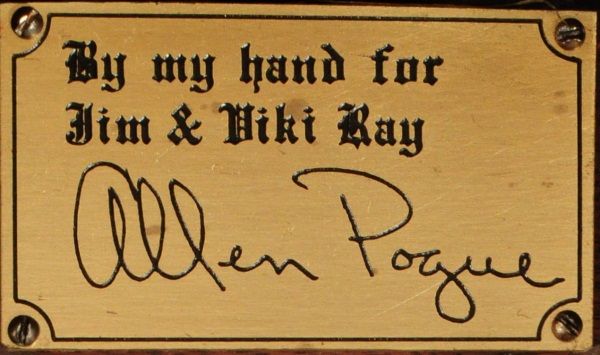 By my hand for
Jim & Viki Ray
Allen Pogue